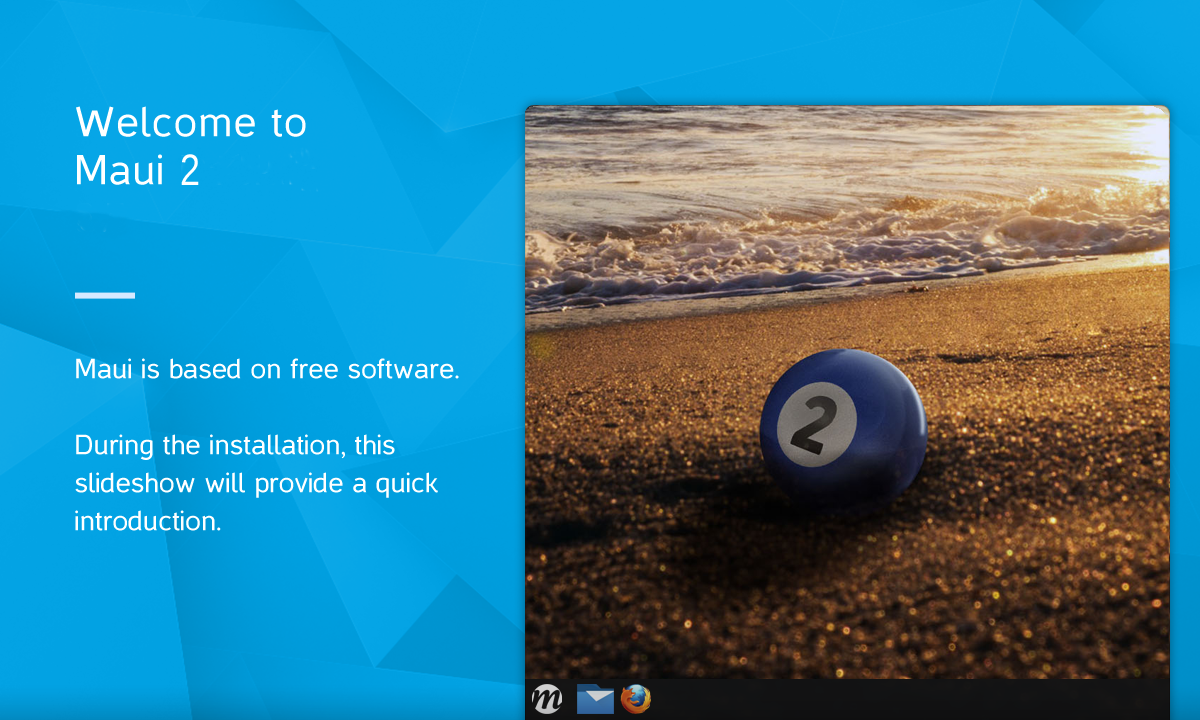 Welcome to
Maui 2
Maui is based on free software.
During the installation, this
slideshow will provide a quick
introduction.
2
m